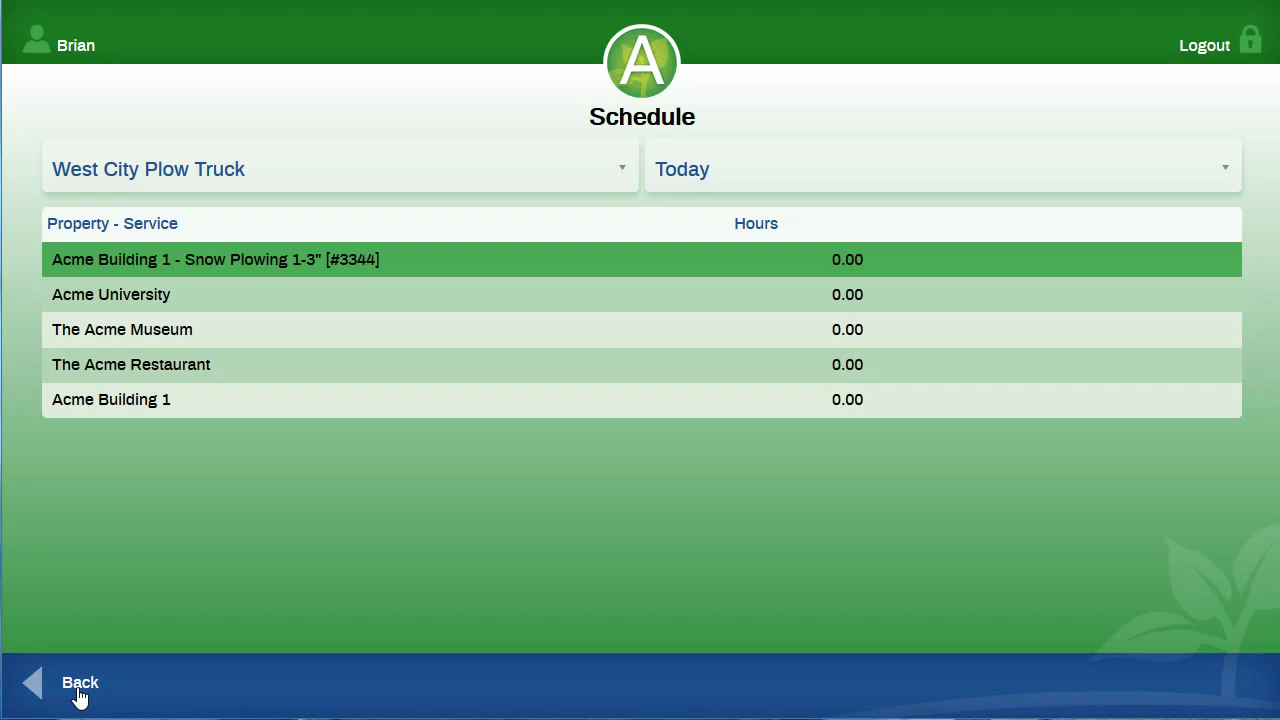 Brian
Logout
A
Schedule
West City Plow Truck
Today
Property - Service Hours
Acme Building 1 - Snow Plowing 1-3" [#3344] 0.00
Acme University 0.00
The Acme Museum 0.00
The Acme Restaurant 0.00
Acme Building 1 0.00
Back